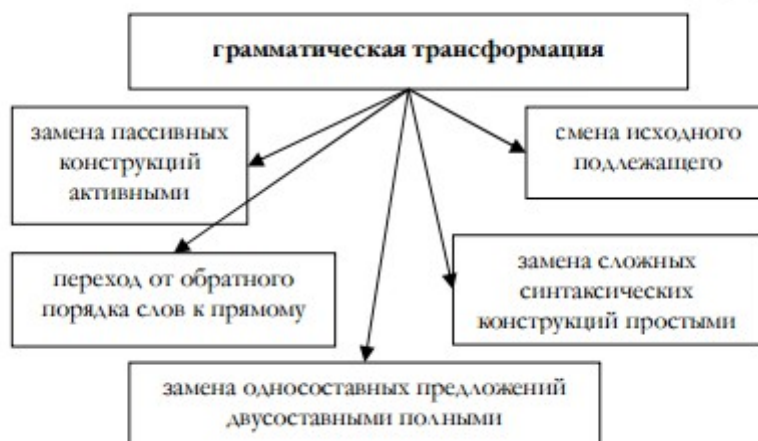 грамматическая трансформация
замена пассивных
конструкций
активными
смена исходного
подлежащего
переход от обратного
порядка слов к прямому
замена сложных
синтаксических
конструкций простыми
замена односоставных предложений
двусоставными полными